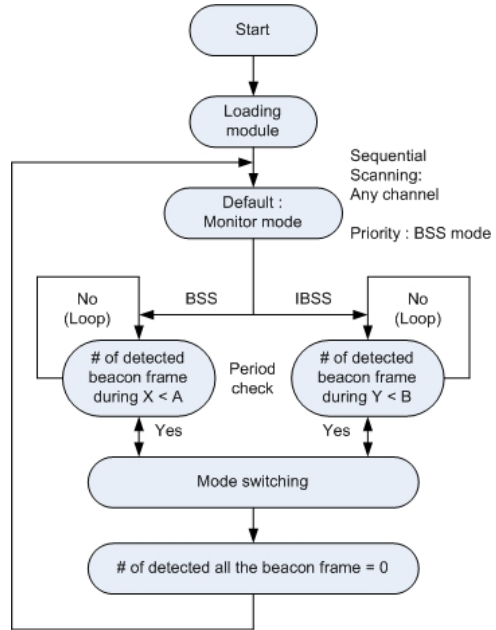 Start
Loading
module
Sequential
Scanning:
Any channel
Default :
Monitor mode
Priority : BSS mode
BSS
IBSS
No
(Loop)
No
(Loop)
# of detected
beacon frame
during X < A
Period
check
# of detected
beacon frame
during Y < B
Yes
Yes
Mode switching
# of detected all the beacon frame = 0